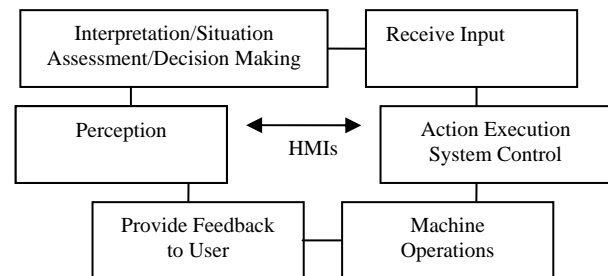 Interpretation/Situation
Assessment/Decision Making
Receive Input
Perception
HMIs
Action Execution
System Control
Provide Feedback
to User
Machine
Operations